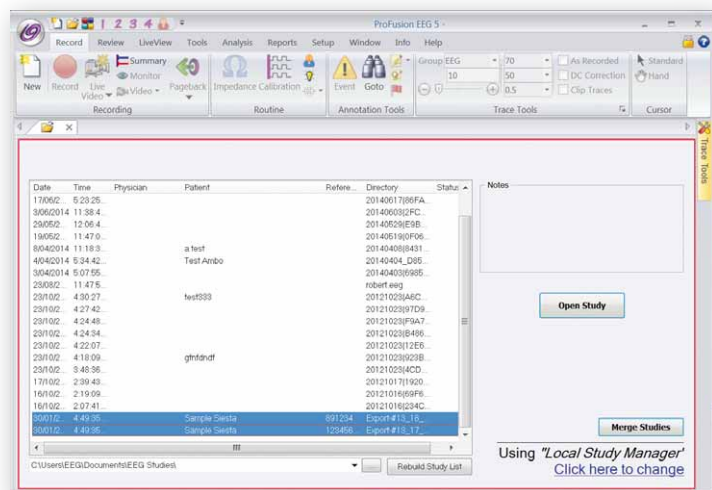 1 2 3 4
ProFusion EEG 5 -
Record Review LiveView Tools Analysis Reports Setup Window Info Help
New Record Live Video Summary Monitor Video Pageback Impedance Calibration Event Goto Group EEG 70 As Recorded Standard
10 50 DC Correction Hand
0.5 Clip Traces
Recording Routine Annotation Tools Trace Tools Cursor
Trace Tools
Date Time Physician Patient Refere... Directory Status
17/06/2... 5:23:25... 20140617(86FA...
3/06/2014 11:38:4... 20140603(2FC...
29/05/2... 12:06:4... 20140529(E9B...
19/05/2... 11:47:0... 20140519(0F06...
8/04/2014 11:18:3... a test 20140408(8431...
4/04/2014 5:34:42... Test Ambo 20140404_D85...
3/04/2014 5:07:55... 20140403(6985...
23/08/2... 11:47:5... robert.eeg
23/10/2... 4:30:27... test333 20121023(A6C...
23/10/2... 4:27:42... 20121023(97D9...
23/10/2... 4:24:48... 20121023(F9A7...
23/10/2... 4:24:34... 20121023(B486...
23/10/2... 4:22:07... 20121023(12E6...
23/10/2... 4:18:09... gfnfdndf 20121023(923B...
23/10/2... 3:48:36... 20121023(4CD...
17/10/2... 2:39:43... 20121017(1920...
16/10/2... 2:19:09... 20121016(69F6...
16/10/2... 2:07:41... 20121016(234C...
30/01/2... 4:49:35... Sample Siesta 891234 Export-#13_18_...
30/01/2... 4:49:35... Sample Siesta 123456 Export-#13_17_...
Notes
Open Study
Merge Studies
C:\Users\EEG\Documents\EEG Studies\ ... Rebuild Study List
Using "Local Study Manager'
Click here to change